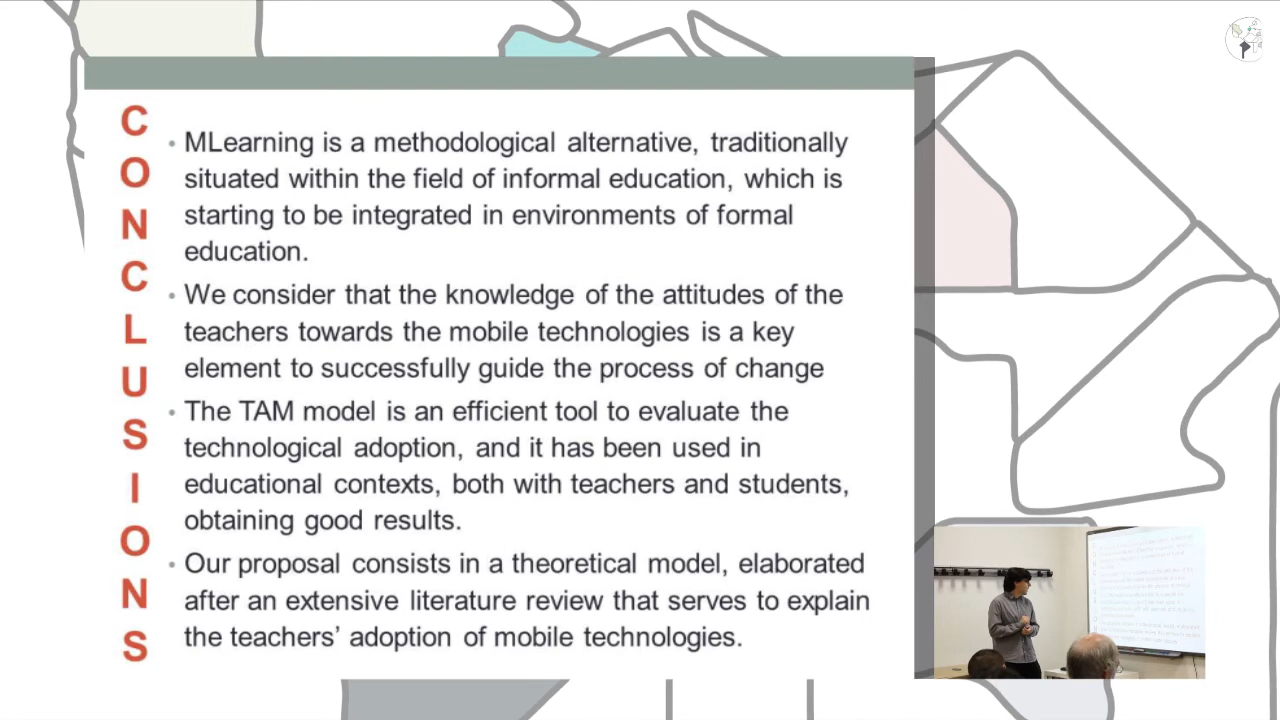 CONCLUSIONS
• MLearning is a methodological alternative, traditionally
situated within the field of informal education, which is
starting to be integrated in environments of formal
education.
• We consider that the knowledge of the attitudes of the
teachers towards the mobile technologies is a key
element to successfully guide the process of change
• The TAM model is an efficient tool to evaluate the
technological adoption, and it has been used in
educational contexts, both with teachers and students,
obtaining good results.
• Our proposal consists in a theoretical model, elaborated
after an extensive literature review that serves to explain
the teachers’ adoption of mobile technologies.